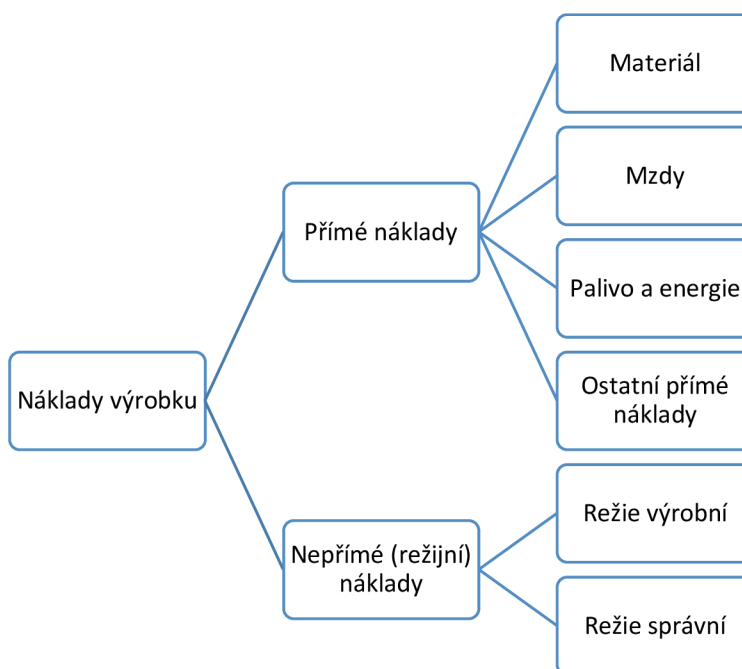 Materiál
Mzdy
Přímé náklady
Palivo a energie
Náklady výrobku
Ostatní přímé
náklady
Režie výrobní
Nepřímé (režijní)
náklady
Režie správní